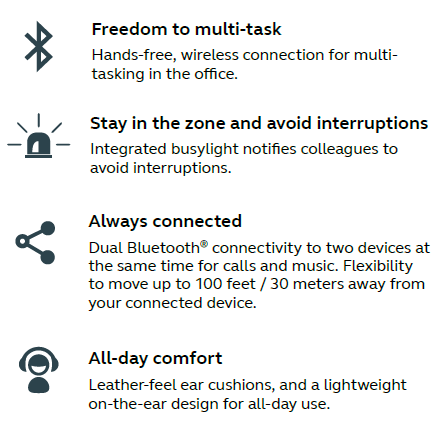 Freedom to multi-task
Hands-free, wireless connection for multi-
tasking in the office.
Stay in the zone and avoid interruptions
Integrated busylight notifies colleagues to
avoid interruptions.
Always connected
Dual Bluetooth® connectivity to two devices at
the same time for calls and music. Flexibility
to move up to 100 feet / 30 meters away from
your connected device.
All-day comfort
Leather-feel ear cushions, and a lightweight
on-the-ear design for all-day use.